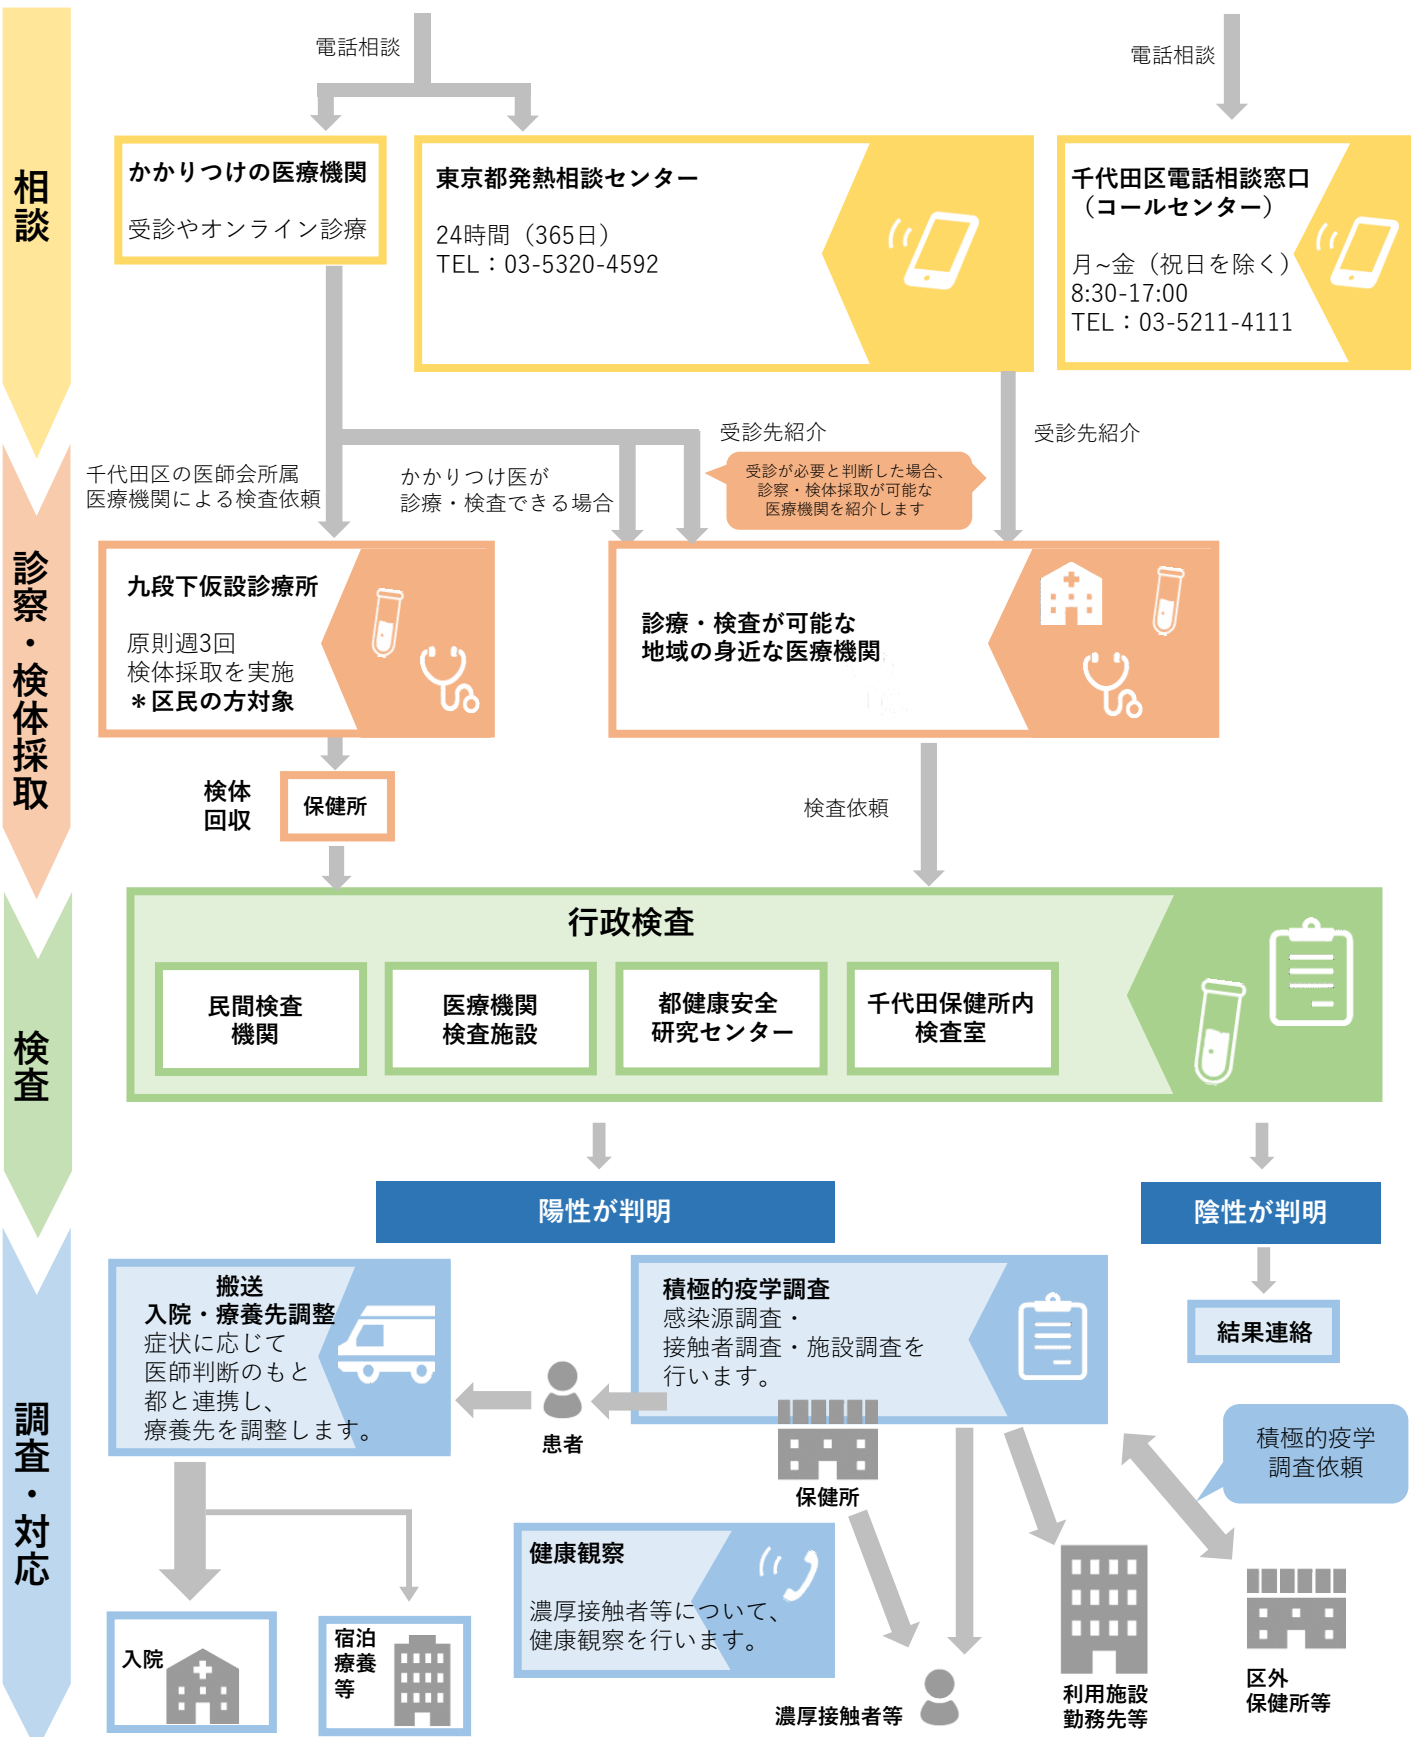 相談
電話相談
電話相談
かかりつけの医療機関
受診やオンライン診療
東京都発熱相談センター
24時間（365日）
TEL：03-5320-4592
千代田区電話相談窓口
（コールセンター）
月~金（祝日を除く）
8:30-17:00
TEL：03-5211-4111
診察・検体採取
千代田区の医師会所属
医療機関による検査依頼
かかりつけ医が
診療・検査できる場合
受診先紹介
受診が必要と判断した場合、
診察・検体採取が可能な
医療機関を紹介します
受診先紹介
九段下仮設診療所
原則週3回
検体採取を実施
＊区民の方対象
診療・検査が可能な
地域の身近な医療機関
検体
回収
保健所
検査依頼
検査
行政検査
民間検査
機関
医療機関
検査施設
都健康安全
研究センター
千代田保健所内
検査室
陽性が判明
陰性が判明
結果連絡
調査・対応
搬送
入院・療養先調整
症状に応じて
医師判断のもと
都と連携し、
療養先を調整します。
積極的疫学調査
感染源調査・
接触者調査・施設調査を
行います。
患者
保健所
積極的疫学
調査依頼
健康観察
濃厚接触者等について、
健康観察を行います。
入院
宿泊
療養
等
濃厚接触者等
利用施設
勤務先等
区外
保健所等